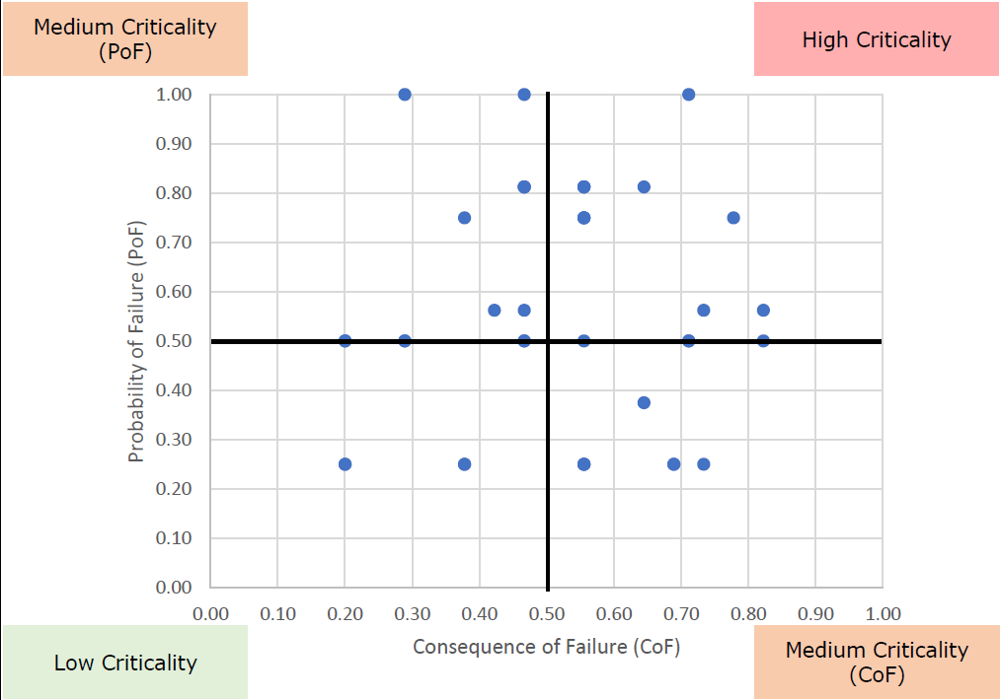 Medium Criticality
(PoF)
High Criticality
1.00
0.90
0.80
0.70
0.60
0.50
0.40
0.30
0.20
0.10
0.00
Probability of Failure (PoF)
0.00 0.10 0.20 0.30 0.40 0.50 0.60 0.70 0.80 0.90 1.00
Consequence of Failure (CoF)
Low Criticality
Medium Criticality
(CoF)